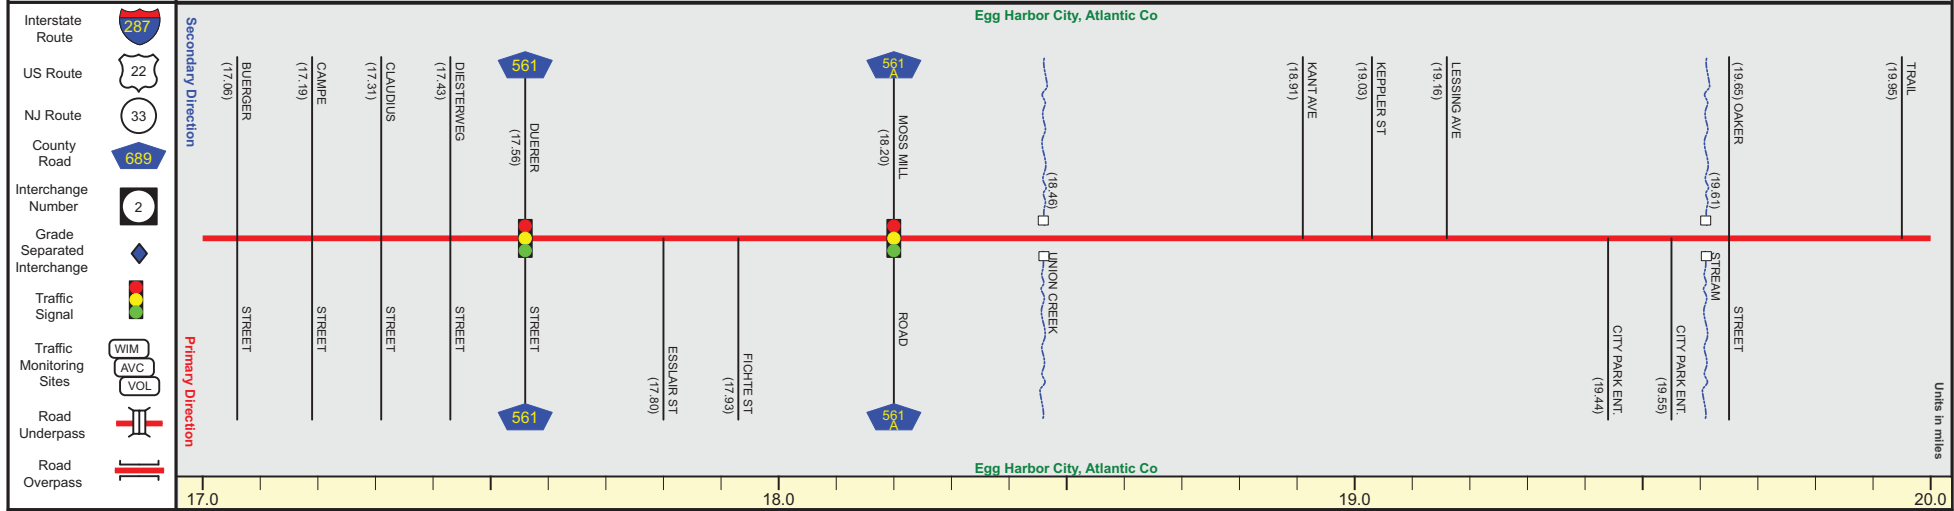 Interstate
Route
287
US Route
22
NJ Route
33
County
Road
689
Interchange
Number
2
Grade
Separated
Interchange
Traffic
Signal
Traffic
Monitoring
Sites
WIM
AVC
VOL
Road
Underpass
Road
Overpass
Secondary Direction
Primary Direction
Egg Harbor City, Atlantic Co
BUERGER
(17.06)
STREET
CAMPE
(17.19)
STREET
CLAUDIUS
(17.31)
STREET
DIESTERWEG
(17.43)
STREET
561
DUERER
(17.56)
STREET
561
ESSLAIR ST
(17.80)
FICHTE ST
(17.93)
561
A
MOSS MILL
(18.20)
ROAD
561
A
(18.46)
UNION CREEK
KANT AVE
(18.91)
KEPPLER ST
(19.03)
LESSING AVE
(19.16)
CITY PARK ENT.
(19.44)
CITY PARK ENT.
(19.55)
(19.61)
STREAM
(19.65) OAKER
STREET
TRAIL
(19.95)
Units in miles
Egg Harbor City, Atlantic Co
17.0
18.0
19.0
20.0